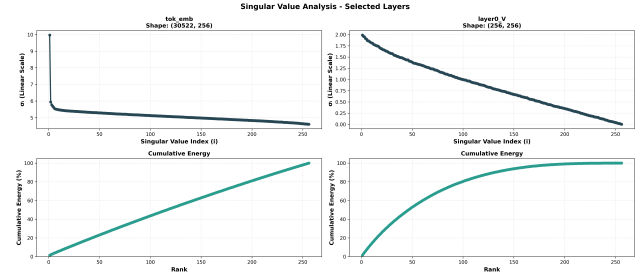 Singular Value Analysis - Selected Layers
tok_emb
Shape: (30522, 256)
layer0_V
Shape: (256, 256)
σᵢ (Linear Scale)
10
9
8
7
6
5
0 50 100 150 200 250
Singular Value Index (i)
σᵢ (Linear Scale)
2.00
1.75
1.50
1.25
1.00
0.75
0.50
0.25
0.00
0 50 100 150 200 250
Singular Value Index (i)
Cumulative Energy
Cumulative Energy (%)
100
80
60
40
20
0
0 50 100 150 200 250
Rank
Cumulative Energy
Cumulative Energy (%)
100
80
60
40
20
0
0 50 100 150 200 250
Rank